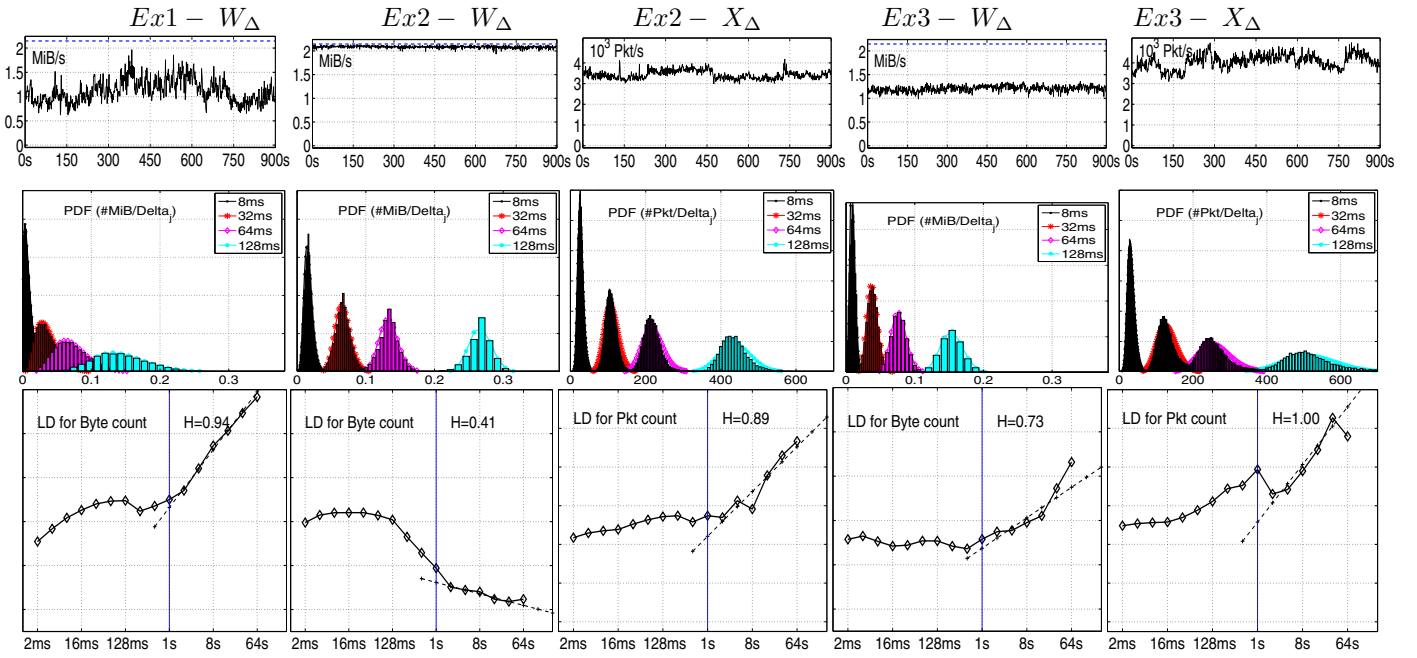 Ex1 − W_Δ
Ex2 − W_Δ
Ex2 − X_Δ
Ex3 − W_Δ
Ex3 − X_Δ
MiB/s
2
1.5
1
0.5
0
0s 150 300 450 600 750 900s
MiB/s
2
1.5
1
0.5
0
0s 150 300 450 600 750 900s
10³ Pkt/s
4
3
2
1
0
0s 150 300 450 600 750 900s
MiB/s
2
1.5
1
0.5
0
0s 150 300 450 600 750 900s
10³ Pkt/s
5
4
3
2
1
0
0s 150 300 450 600 750 900s
PDF (#MiB/Delta_j)
8ms
32ms
64ms
128ms
0 0.1 0.2 0.3
PDF (#MiB/Delta_j)
8ms
32ms
64ms
128ms
0 0.1 0.2 0.3
PDF (#Pkt/Delta_j)
8ms
32ms
64ms
128ms
0 200 400 600
PDF (#MiB/Delta_j)
8ms
32ms
64ms
128ms
0 0.1 0.2 0.3
PDF (#Pkt/Delta_j)
8ms
32ms
64ms
128ms
0 200 400 600
LD for Byte count H=0.94
2ms 16ms 128ms 1s 8s 64s
LD for Byte count H=0.41
2ms 16ms 128ms 1s 8s 64s
LD for Pkt count H=0.89
2ms 16ms 128ms 1s 8s 64s
LD for Byte count H=0.73
2ms 16ms 128ms 1s 8s 64s
LD for Pkt count H=1.00
2ms 16ms 128ms 1s 8s 64s